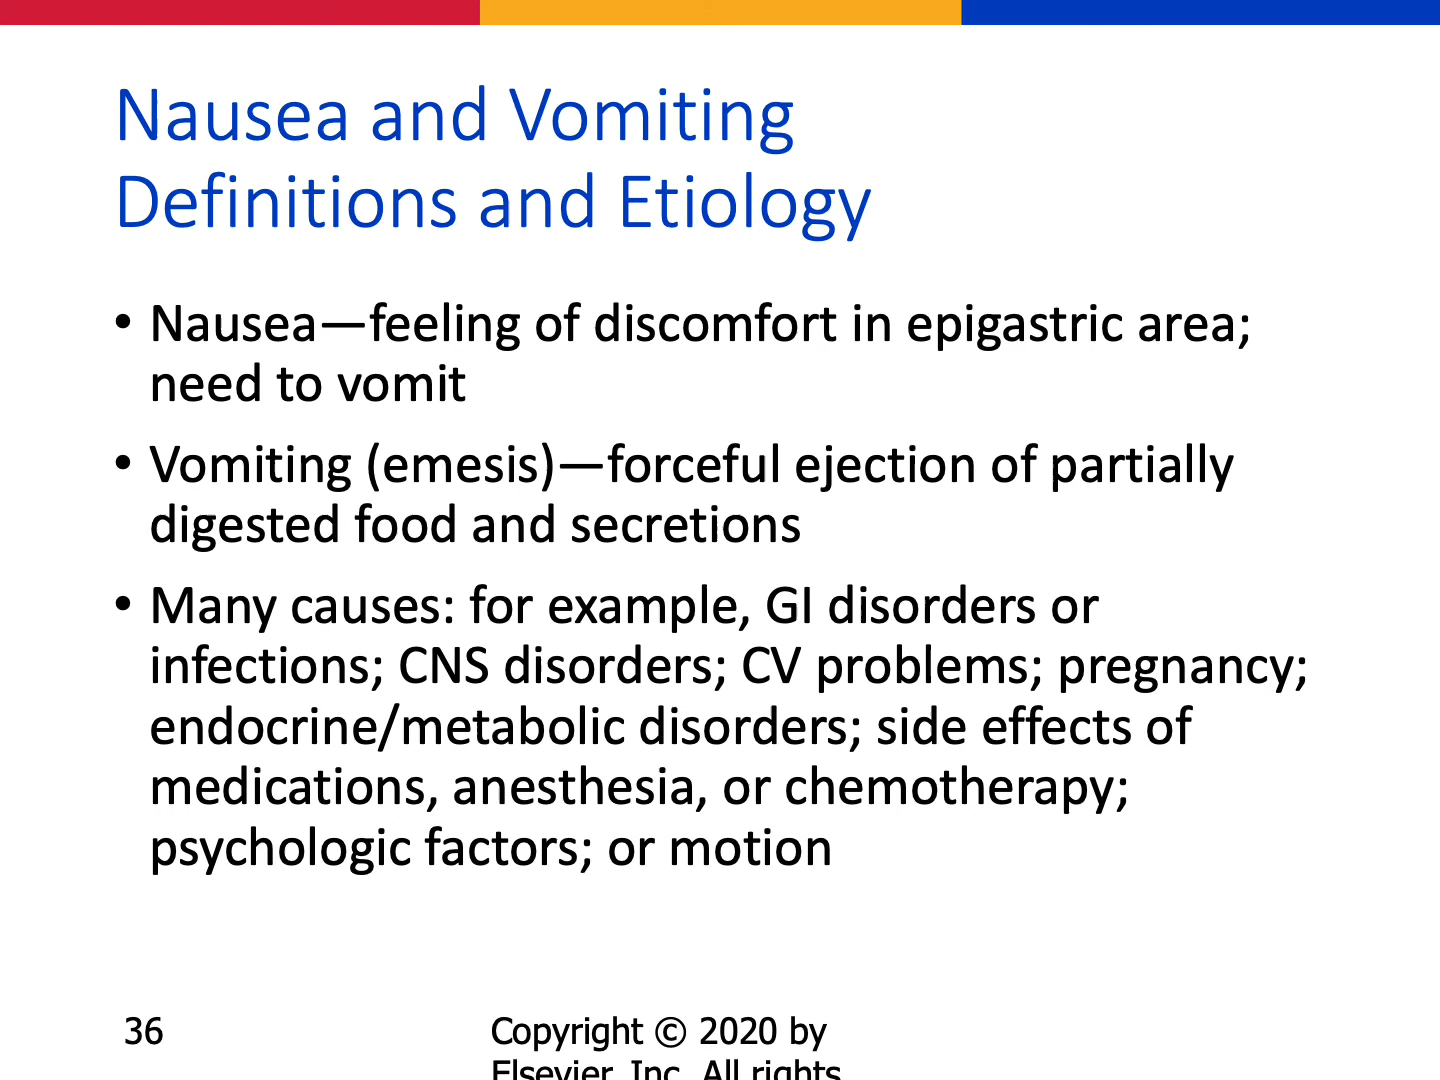 Nausea and Vomiting
Definitions and Etiology
• Nausea—feeling of discomfort in epigastric area;
need to vomit
• Vomiting (emesis)—forceful ejection of partially
digested food and secretions
• Many causes: for example, GI disorders or
infections; CNS disorders; CV problems; pregnancy;
endocrine/metabolic disorders; side effects of
medications, anesthesia, or chemotherapy;
psychologic factors; or motion
36
Copyright © 2020 by
Elsevier, Inc. All rights